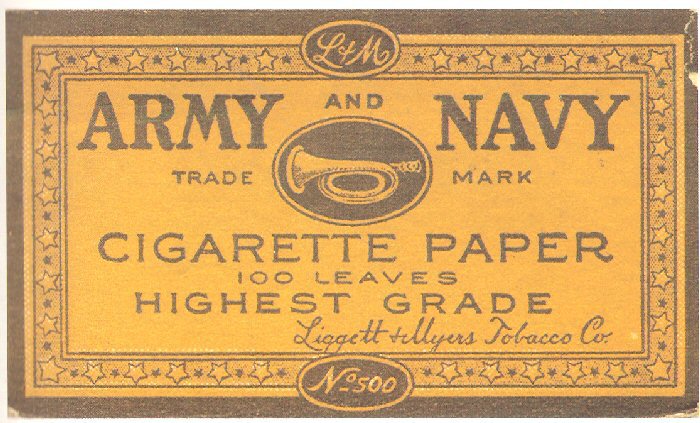 L&M
ARMY AND NAVY
TRADE MARK
CIGARETTE PAPER
100 LEAVES
HIGHEST GRADE
Liggett & Myers Tobacco Co.
No 500